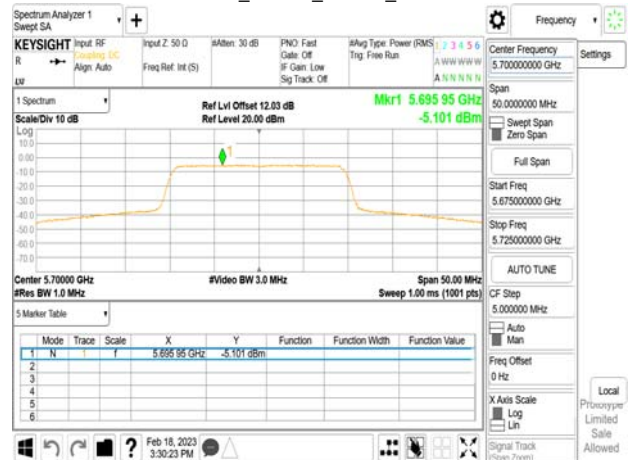 Spectrum Analyzer 1
Swept SA
Frequency
KEYSIGHT
R
Input: RF
Coupling: DC
Align: Auto
Input Z: 50 Ω
Freq Ref: Int (S)
#Atten: 30 dB
PNO: Fast
Gate: Off
IF Gain: Low
Sig Track: Off
#Avg Type: Power (RMS
Trig: Free Run
1 2 3 4 5 6
A WW WW W
A N N N N N
1 Spectrum
Scale/Div 10 dB
Ref Lvl Offset 12.03 dB
Ref Level 20.00 dBm
Mkr1 5.695 95 GHz
-5.101 dBm
Log
10.0
0.00
-10.0
-20.0
-30.0
-40.0
-50.0
-60.0
-70.0
1
Center 5.70000 GHz
#Res BW 1.0 MHz
#Video BW 3.0 MHz
Span 50.00 MHz
Sweep 1.00 ms (1001 pts)
5 Marker Table
Mode Trace Scale X Y Function Function Width Function Value
1 N 1 f 5.695 95 GHz -5.101 dBm
2
3
4
5
6
Feb 18, 2023
3:30:23 PM
Center Frequency
5.700000000 GHz
Settings
Span
50.0000000 MHz
Swept Span
Zero Span
Full Span
Start Freq
5.675000000 GHz
Stop Freq
5.725000000 GHz
AUTO TUNE
CF Step
5.000000 MHz
Auto
Man
Freq Offset
0 Hz
X Axis Scale
Log
Lin
Signal Track
(Span Zoom)
Local
Prototype
Limited
Sale
Allowed